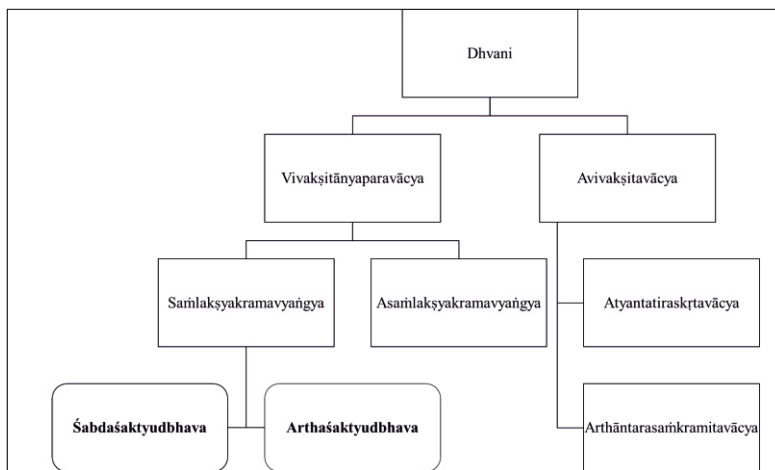 Dhvani
Vivakṣitānyaparavācya
Avivakṣitavācya
Saṁlakṣyakramavyaṅgya
Asaṁlakṣyakramavyaṅgya
Atyantatiraskṛtavācya
Śabdaśaktyudbhava
Arthaśaktyudbhava
Arthāntarasaṁkramitavācya